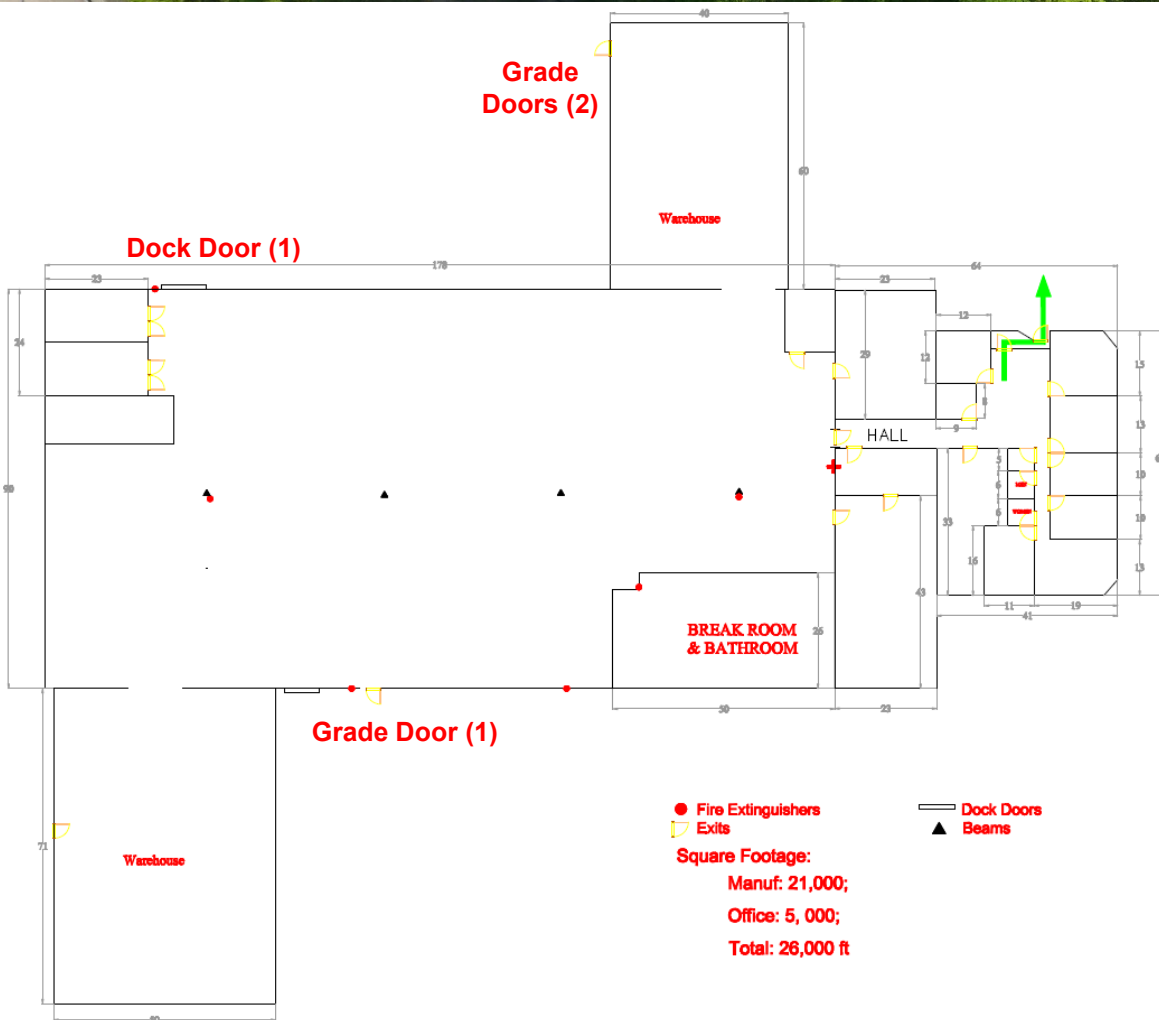 40
Grade
Doors (2)
60
Warehouse
Dock Door (1)
178
64
23
23
12
24
29
12
15
8
13
9
HALL
5
10
90
6
MEN
6
WOMEN
10
33
16
13
43
BREAK ROOM
& BATHROOM
26
11
19
41
23
Grade Door (1)
71
Warehouse
Fire Extinguishers
Dock Doors
Exits
Beams
Square Footage:
Manuf: 21,000;
Office: 5, 000;
Total: 26,000 ft